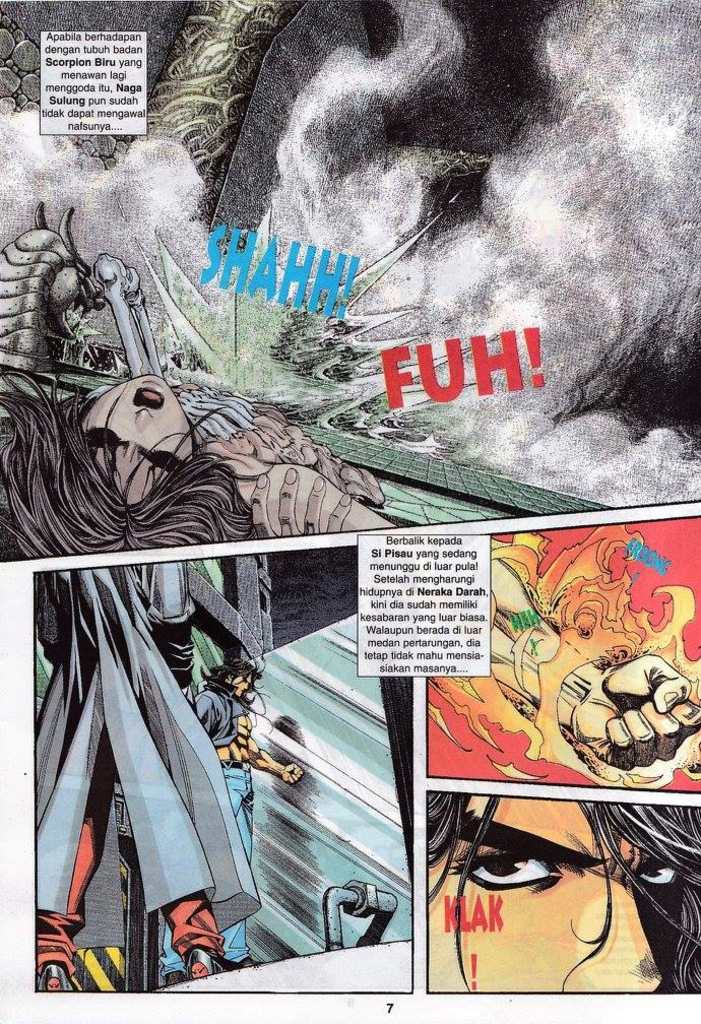 Apabila berhadapan
dengan tubuh badan
Scorpion Biru yang
menawan lagi
menggoda itu, Naga
Sulung pun sudah
tidak dapat mengawal
nafsunya....
SHAHH!
FUH!
Berbalik kepada
Si Pisau yang sedang
menunggu di luar pula!
Setelah mengharungi
hidupnya di Neraka Darah,
kini dia sudah memiliki
kesabaran yang luar biasa.
Walaupun berada di luar
medan pertarungan, dia
tetap tidak mahu mensia-
siakan masanya....
KLAK
!
7